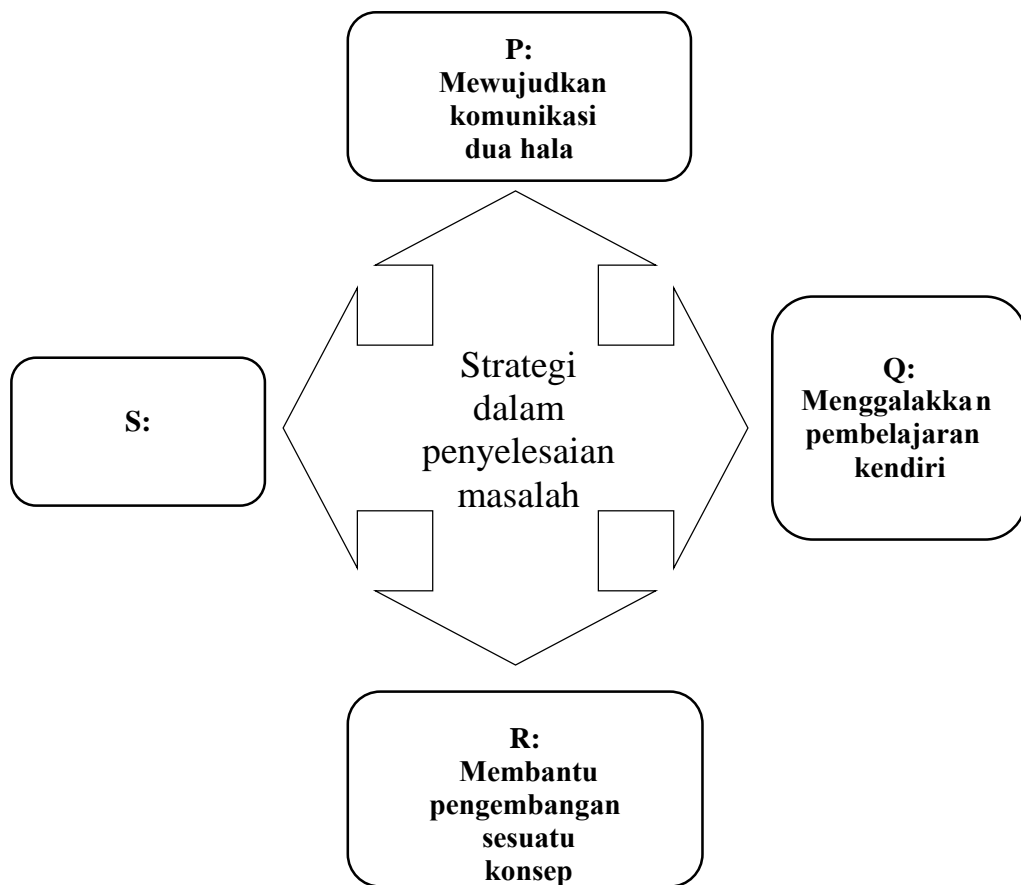 P:
Mewujudkan
komunikasi
dua hala
Strategi
dalam
penyelesaian
masalah
S:
Q:
Menggalakkan
pembelajaran
kendiri
R:
Membantu
pengembangan
sesuatu
konsep